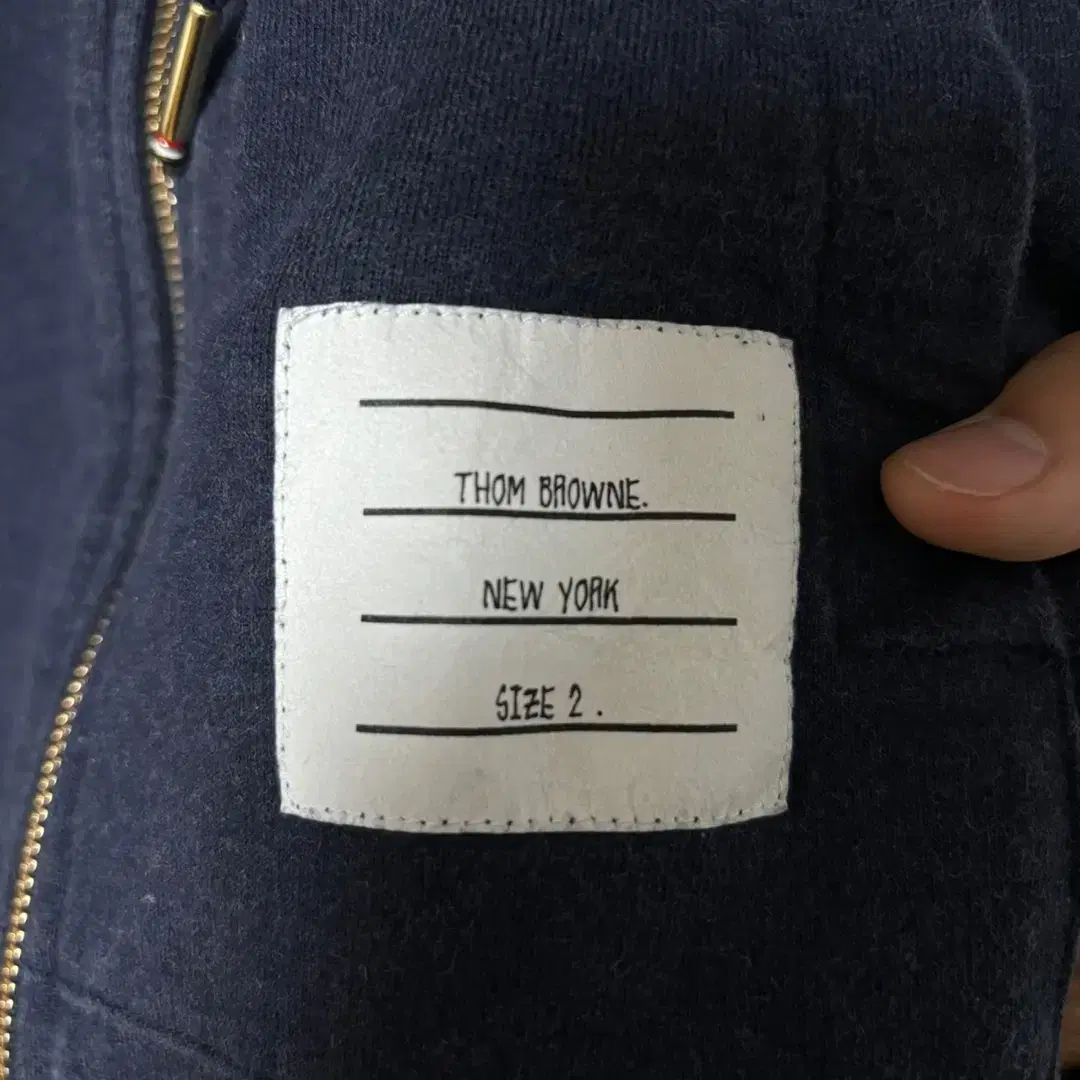 THOM BROWNE.
NEW YORK
SIZE 2 .